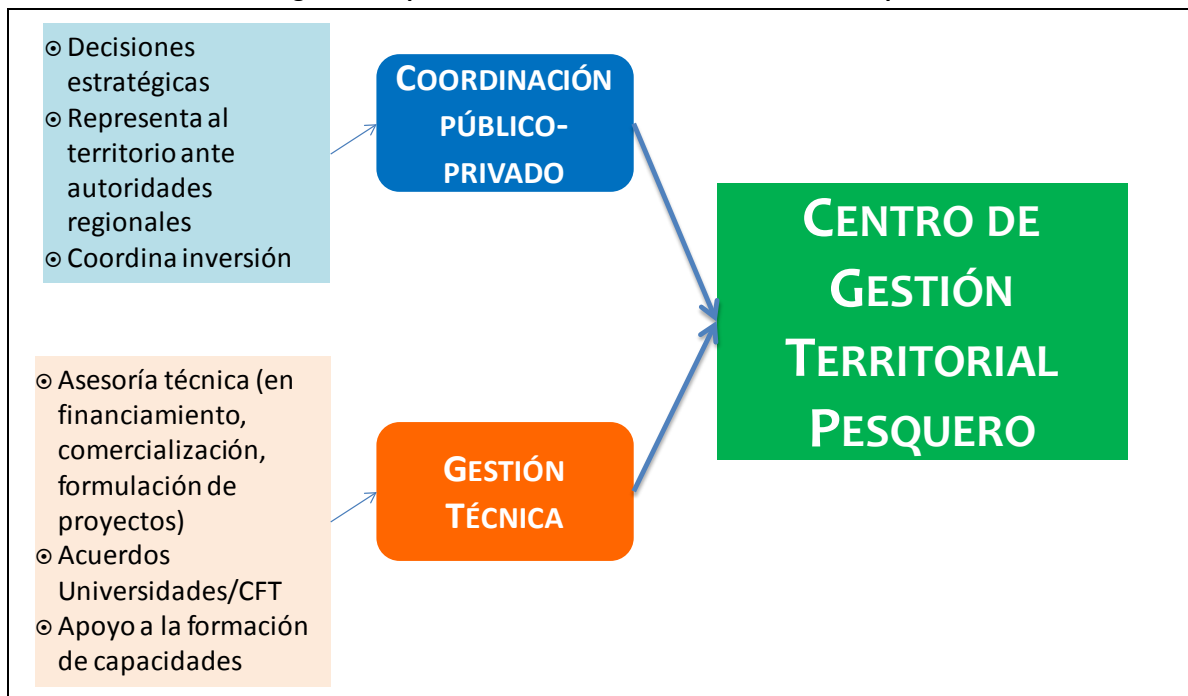 ⊙ Decisiones
estratégicas
⊙ Representa al
territorio ante
autoridades
regionales
⊙ Coordina inversión
COORDINACIÓN
PÚBLICO-
PRIVADO
CENTRO DE
GESTIÓN
TERRITORIAL
PESQUERO
⊙ Asesoría técnica (en
financiamiento,
comercialización,
formulación de
proyectos)
⊙ Acuerdos
Universidades/CFT
⊙ Apoyo a la formación
de capacidades
GESTIÓN
TÉCNICA